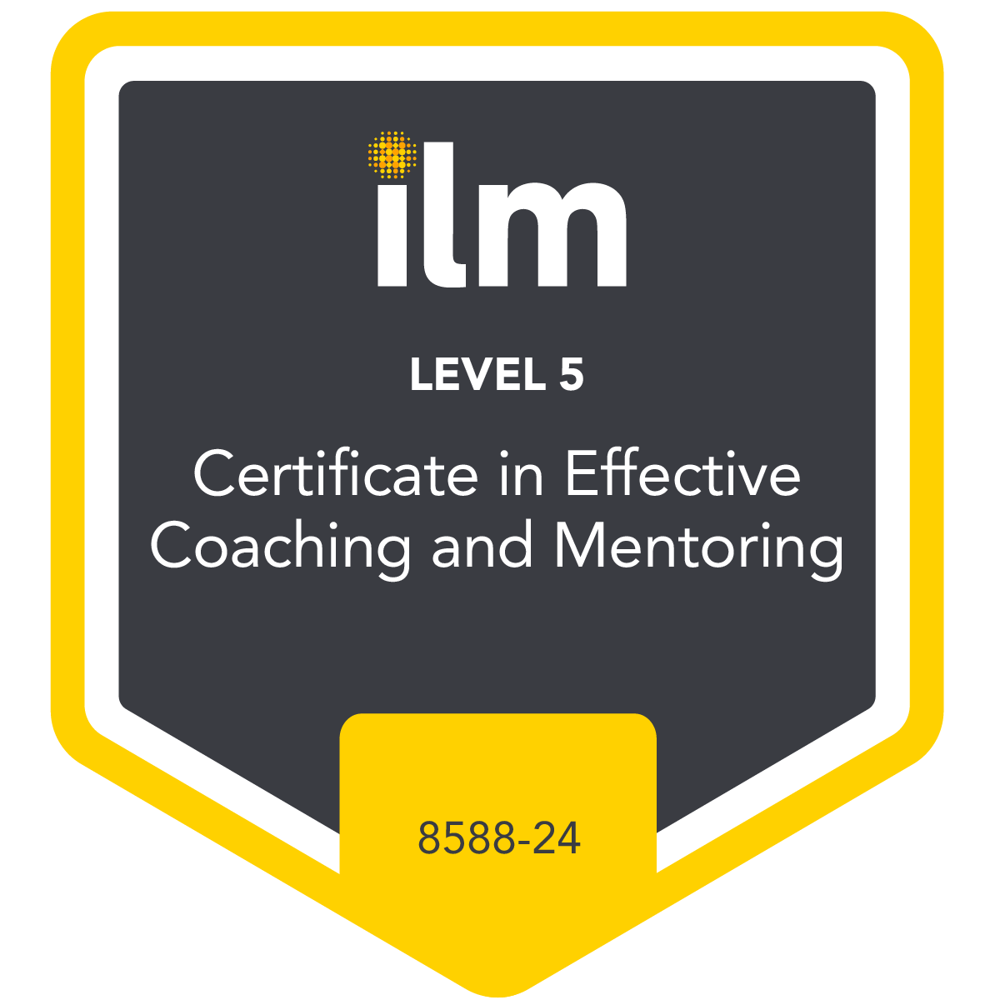 ilm
LEVEL 5
Certificate in Effective
Coaching and Mentoring
8588-24